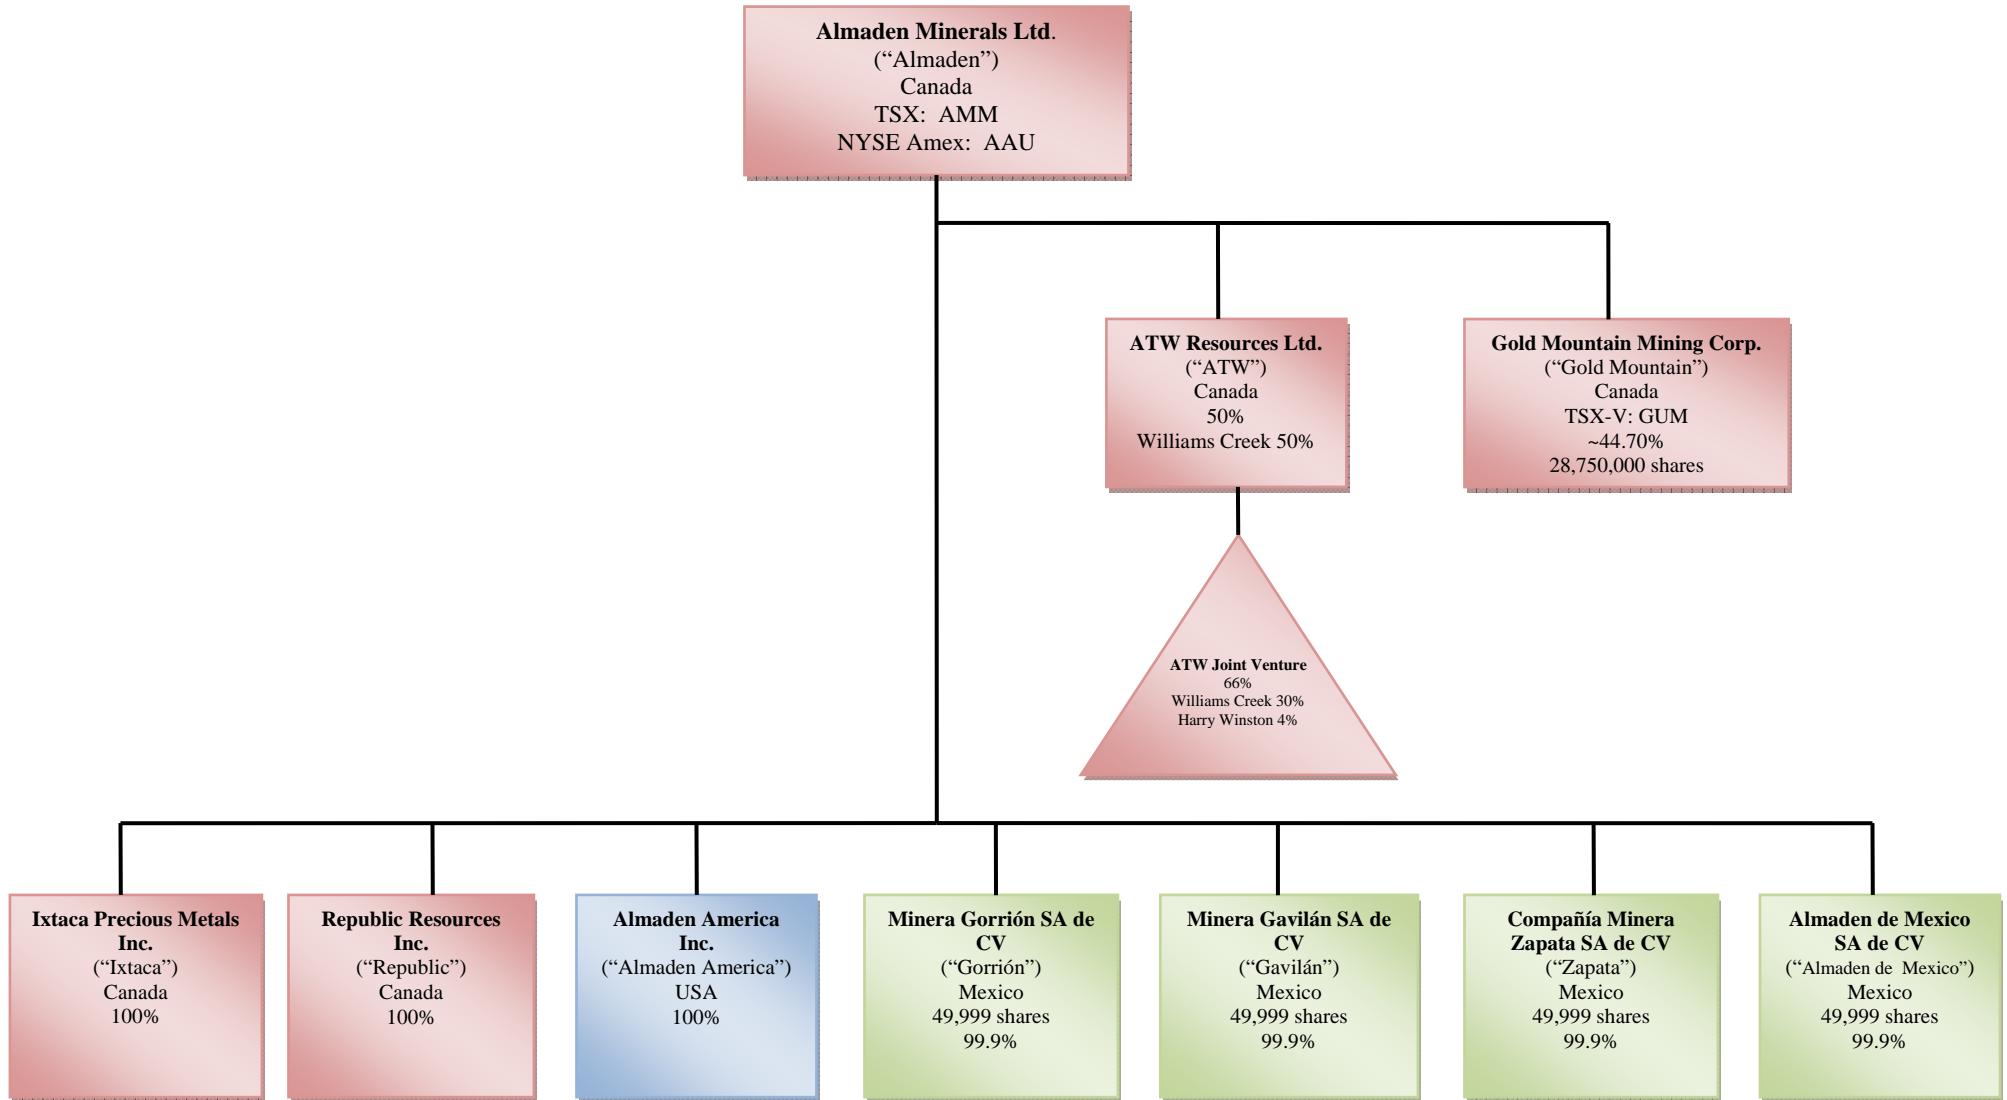 Almaden Minerals Ltd.
(“Almaden”)
Canada
TSX: AMM
NYSE Amex: AAU
ATW Resources Ltd.
(“ATW”)
Canada
50%
Williams Creek 50%
Gold Mountain Mining Corp.
(“Gold Mountain”)
Canada
TSX-V: GUM
~44.70%
28,750,000 shares
ATW Joint Venture
66%
Williams Creek 30%
Harry Winston 4%
Ixtaca Precious Metals
Inc.
(“Ixtaca”)
Canada
100%
Republic Resources
Inc.
(“Republic”)
Canada
100%
Almaden America
Inc.
(“Almaden America”)
USA
100%
Minera Gorrión SA de
CV
(“Gorrión”)
Mexico
49,999 shares
99.9%
Minera Gavilán SA de
CV
(“Gavilán”)
Mexico
49,999 shares
99.9%
Compañía Minera
Zapata SA de CV
(“Zapata”)
Mexico
49,999 shares
99.9%
Almaden de Mexico
SA de CV
(“Almaden de Mexico”)
Mexico
49,999 shares
99.9%